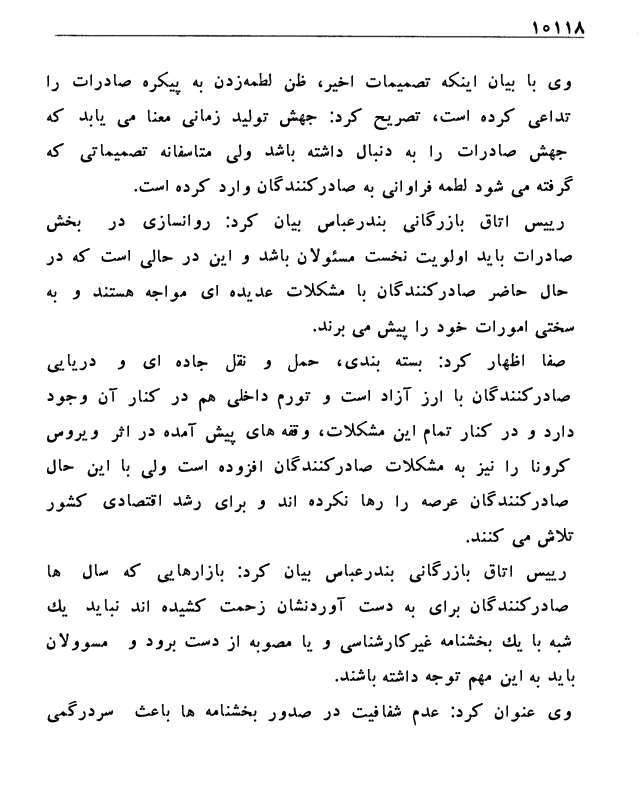 ۱۰۱۱۸
وی با بیان اینکه تصمیمات اخیر، ظن لطمه‌زدن به پیکره صادرات را
تداعی کرده است، تصریح کرد: جهش تولید زمانی معنا می یابد که
جهش صادرات را به دنبال داشته باشد ولی متاسفانه تصمیماتی که
گرفته می شود لطمه فراوانی به صادرکنندگان وارد کرده است.
رییس اتاق بازرگانی بندرعباس بیان کرد: روانسازی در بخش
صادرات باید اولویت نخست مسئولان باشد و این در حالی است که در
حال حاضر صادرکنندگان با مشکلات عدیده ای مواجه هستند و به
سختی امورات خود را پیش می برند.
صفا اظهار کرد: بسته بندی، حمل و نقل جاده ای و دریایی
صادرکنندگان با ارز آزاد است و تورم داخلی هم در کنار آن وجود
دارد و در کنار تمام این مشکلات، وقفه های پیش آمده در اثر ویروس
کرونا را نیز به مشکلات صادرکنندگان افزوده است ولی با این حال
صادرکنندگان عرصه را رها نکرده اند و برای رشد اقتصادی کشور
تلاش می کنند.
رییس اتاق بازرگانی بندرعباس بیان کرد: بازارهایی که سال ها
صادرکنندگان برای به دست آوردنشان زحمت کشیده اند نباید یك
شبه با یك بخشنامه غیرکارشناسی و یا مصوبه از دست برود و مسوولان
باید به این مهم توجه داشته باشند.
وی عنوان کرد: عدم شفافیت در صدور بخشنامه ها باعث سردرگمی